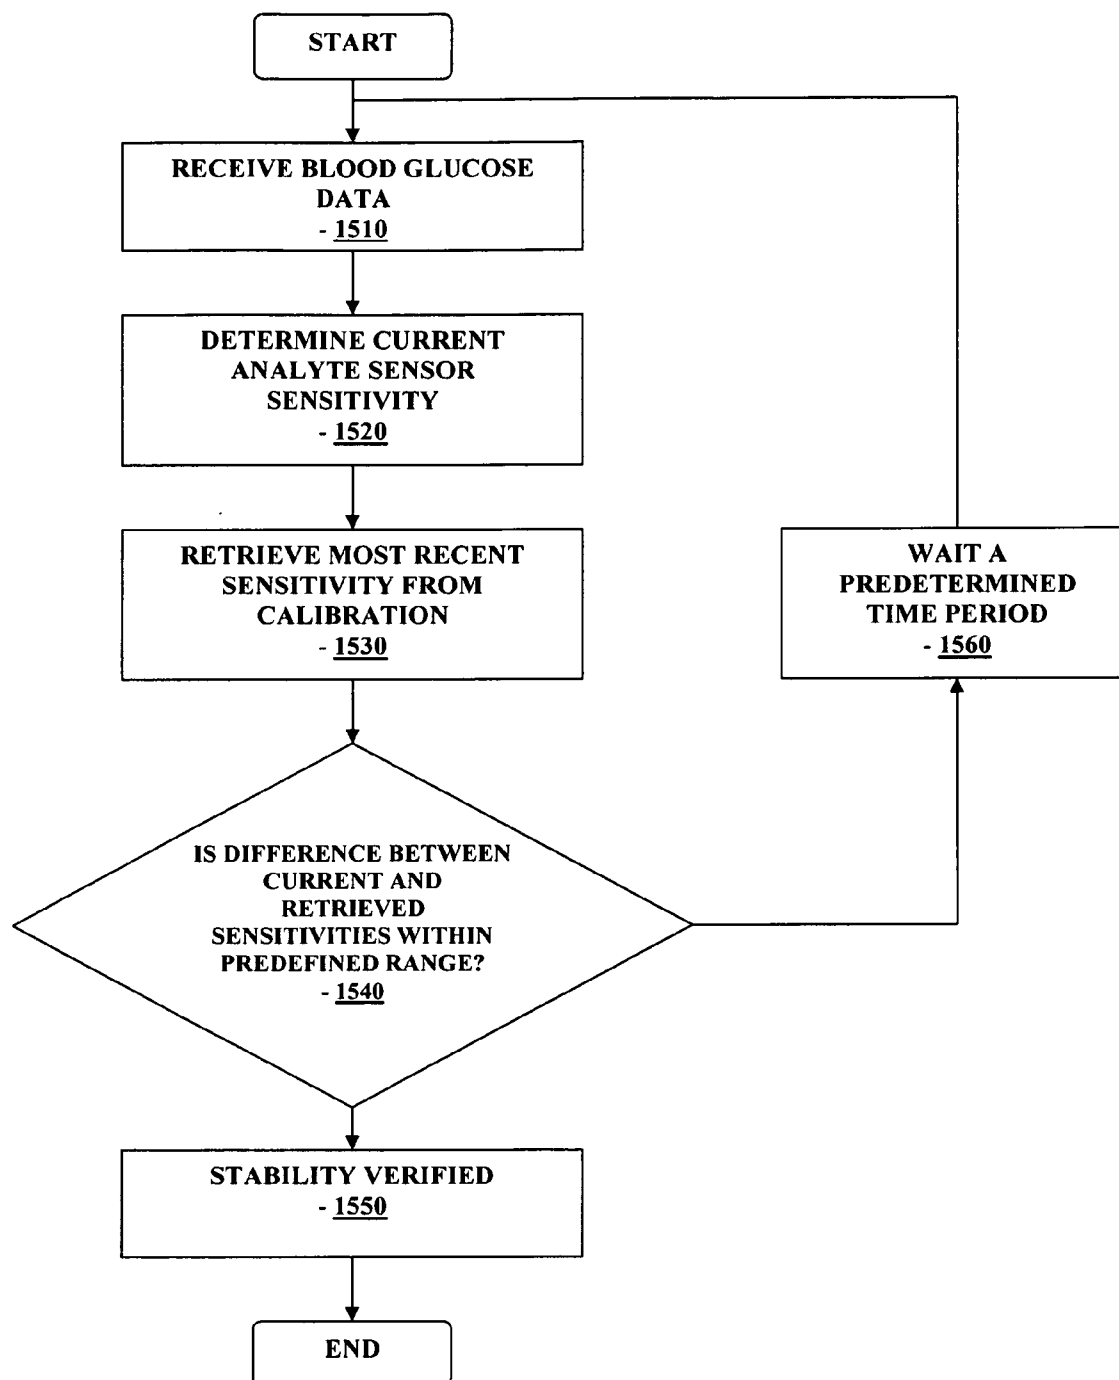 START
RECEIVE BLOOD GLUCOSE
DATA
- 1510
DETERMINE CURRENT
ANALYTE SENSOR
SENSITIVITY
- 1520
RETRIEVE MOST RECENT
SENSITIVITY FROM
CALIBRATION
- 1530
WAIT A
PREDETERMINED
TIME PERIOD
- 1560
IS DIFFERENCE BETWEEN
CURRENT AND
RETRIEVED
SENSITIVITIES WITHIN
PREDEFINED RANGE?
- 1540
STABILITY VERIFIED
- 1550
END